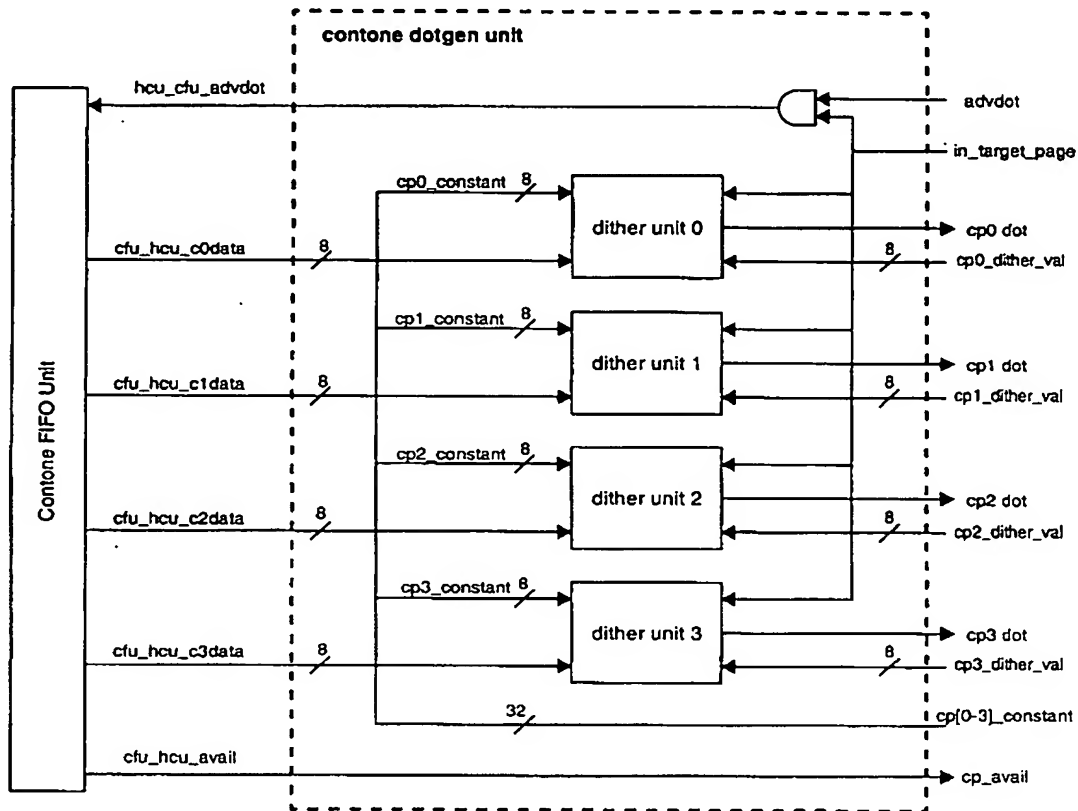 contone dotgen unit
hcu_cfu_advdot
advdot
in_target_page
cp0_constant 8
dither unit 0
cp0 dot
cfu_hcu_c0data 8
8 cp0_dither_val
cp1_constant 8
dither unit 1
cp1 dot
cfu_hcu_c1data 8
8 cp1_dither_val
Contone FIFO Unit
cp2_constant 8
dither unit 2
cp2 dot
cfu_hcu_c2data 8
8 cp2_dither_val
cp3_constant 8
dither unit 3
cp3 dot
cfu_hcu_c3data 8
8 cp3_dither_val
32
cp[0-3]_constant
cfu_hcu_avail
cp_avail